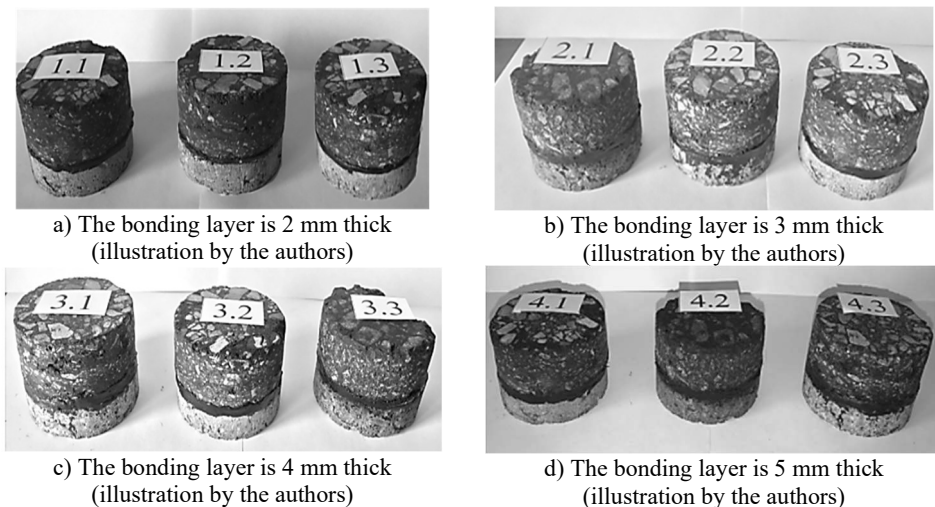 1.1
1.2
1.3
a) The bonding layer is 2 mm thick
(illustration by the authors)
2.1
2.2
2.3
b) The bonding layer is 3 mm thick
(illustration by the authors)
3.1
3.2
3.3
c) The bonding layer is 4 mm thick
(illustration by the authors)
4.1
4.2
4.3
d) The bonding layer is 5 mm thick
(illustration by the authors)